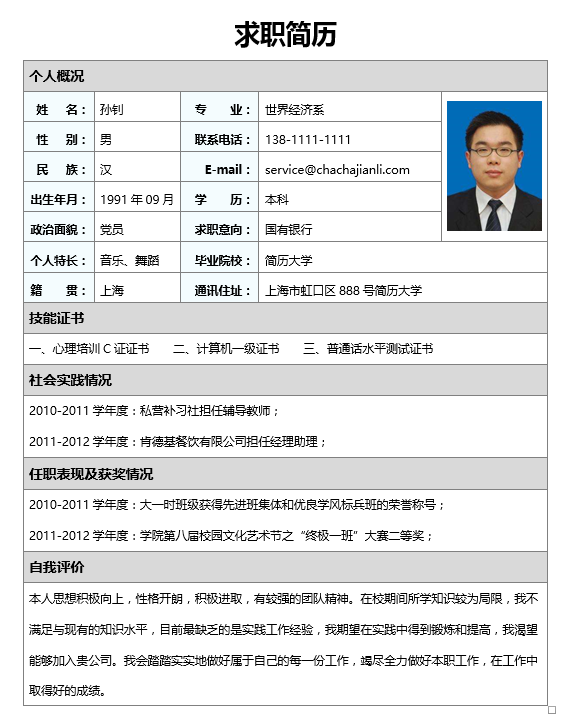 求职简历
个人概况
姓 名： 孙钊 专 业： 世界经济系
性 别： 男 联系电话： 138-1111-1111
民 族： 汉 E-mail： service@chachajianli.com
出生年月： 1991 年 09 月 学 历： 本科
政治面貌： 党员 求职意向： 国有银行
个人特长： 音乐、舞蹈 毕业院校： 简历大学
籍 贯： 上海 通讯住址： 上海市虹口区 888 号简历大学
技能证书
一、心理培训 C 证证书 二、计算机一级证书 三、普通话水平测试证书
社会实践情况
2010-2011 学年度：私营补习社担任辅导教师；
2011-2012 学年度：肯德基餐饮有限公司担任经理助理；
任职表现及获奖情况
2010-2011 学年度：大一时班级获得先进班集体和优良学风标兵班的荣誉称号；
2011-2012 学年度：学院第八届校园文化艺术节之“终极一班”大赛二等奖；
自我评价
本人思想积极向上，性格开朗，积极进取，有较强的团队精神。在校期间所学知识较为局限，我不
满足与现有的知识水平，目前最缺乏的是实践工作经验，我期望在实践中得到锻炼和提高，我渴望
能够加入贵公司。我会踏踏实实地做好属于自己的每一份工作，竭尽全力做好本职工作，在工作中
取得好的成绩。